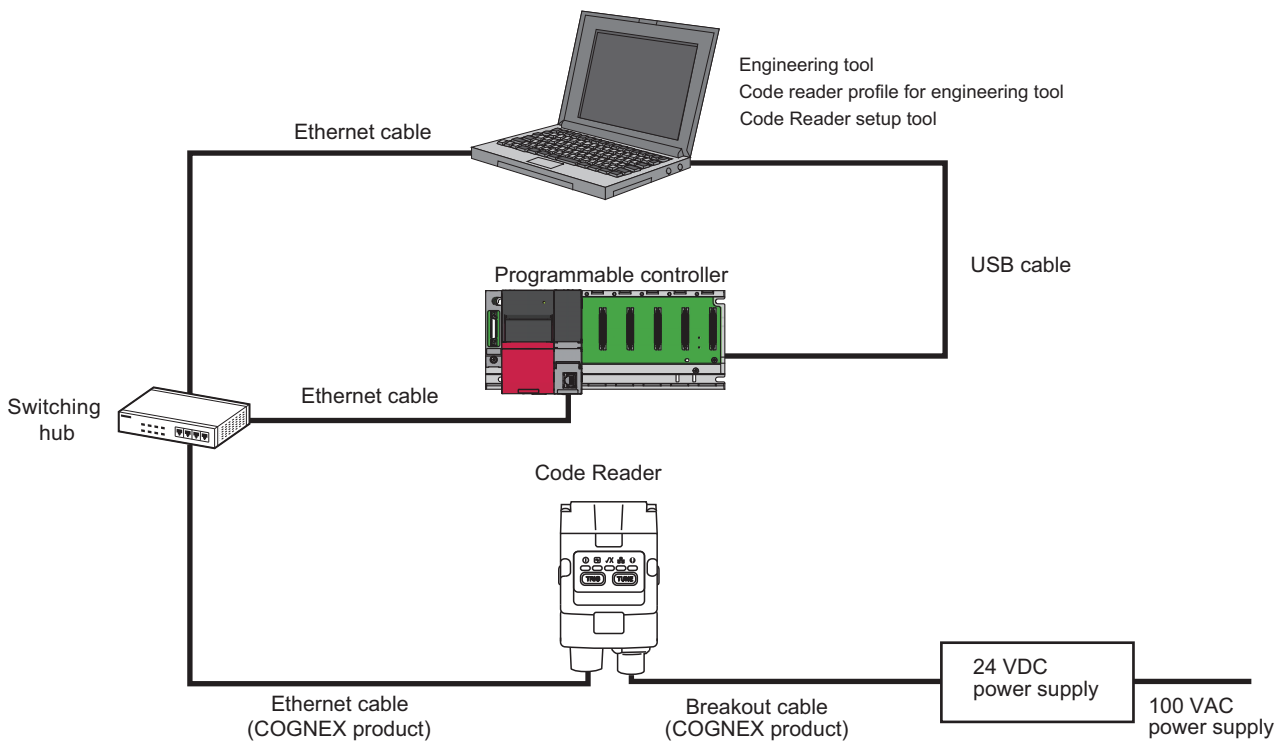 Engineering tool
Code reader profile for engineering tool
Code Reader setup tool
Ethernet cable
USB cable
Programmable controller
Ethernet cable
Switching
hub
Code Reader
TRIG
TUNE
24 VDC
power supply
Ethernet cable
(COGNEX product)
Breakout cable
(COGNEX product)
100 VAC
power supply